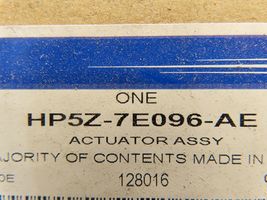 ONE
HP5Z-7E096-AE
ACTUATOR ASSY
AJORITY OF CONTENTS MADE IN
DE 128016